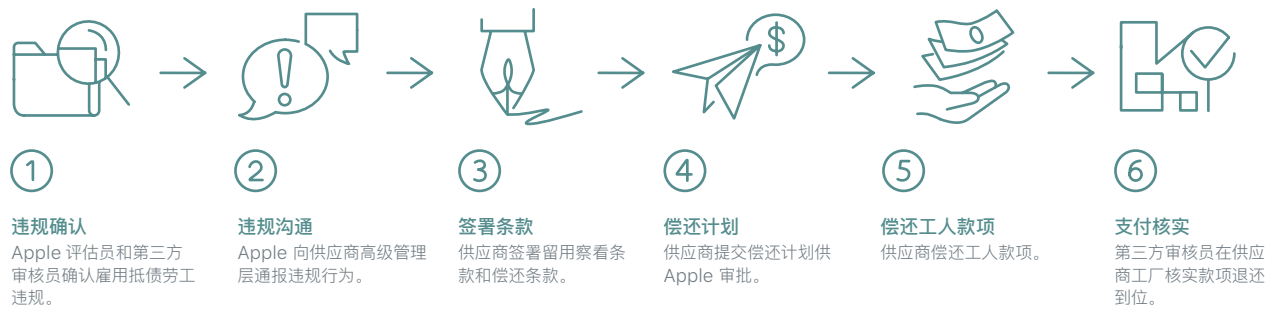 1
违规确认
Apple 评估员和第三方
审核员确认雇用抵债劳工
违规。
2
违规沟通
Apple 向供应商高级管理
层通报违规行为。
3
签署条款
供应商签署留用察看条
款和偿还条款。
4
偿还计划
供应商提交偿还计划供
Apple 审批。
5
偿还工人款项
供应商偿还工人款项。
6
支付核实
第三方审核员在供应
商工厂核实款项退还
到位。
$